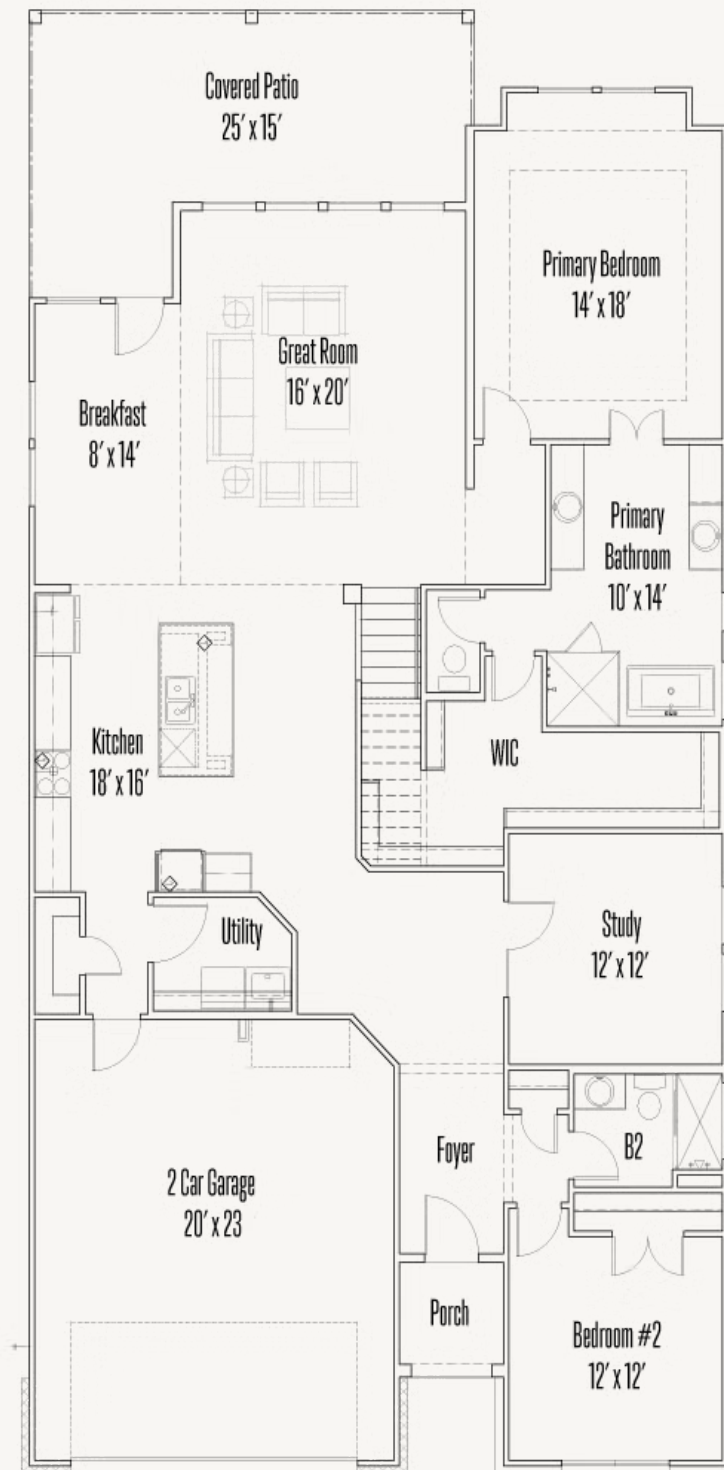 Covered Patio
25' x 15'
Primary Bedroom
14' x 18'
Great Room
16' x 20'
Breakfast
8' x 14'
Primary
Bathroom
10' x 14'
Kitchen
18' x 16'
WIC
Utility
Study
12' x 12'
Foyer
B2
2 Car Garage
20' x 23
Porch
Bedroom #2
12' x 12'